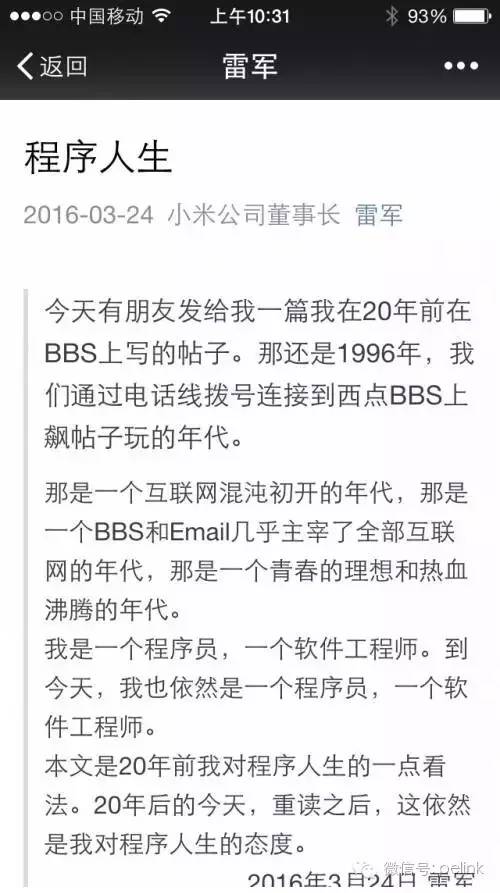 中国移动 上午10:31 93%
返回 雷军
程序人生
2016-03-24 小米公司董事长 雷军
今天有朋友发给我一篇我在20年前在
BBS上写的帖子。那还是1996年，我
们通过电话线拨号连接到西点BBS上
飙帖子玩的年代。
那是一个互联网混沌初开的年代，那是
一个BBS和Email几乎主宰了全部互联
网的年代，那是一个青春的理想和热血
沸腾的年代。
我是一个程序员，一个软件工程师。到
今天，我也依然是一个程序员，一个软
件工程师。
本文是20年前我对程序人生的一点看
法。20年后的今天，重读之后，这依然
是我对程序人生的态度。
2016年3月24日 雷军
微信号: oelink